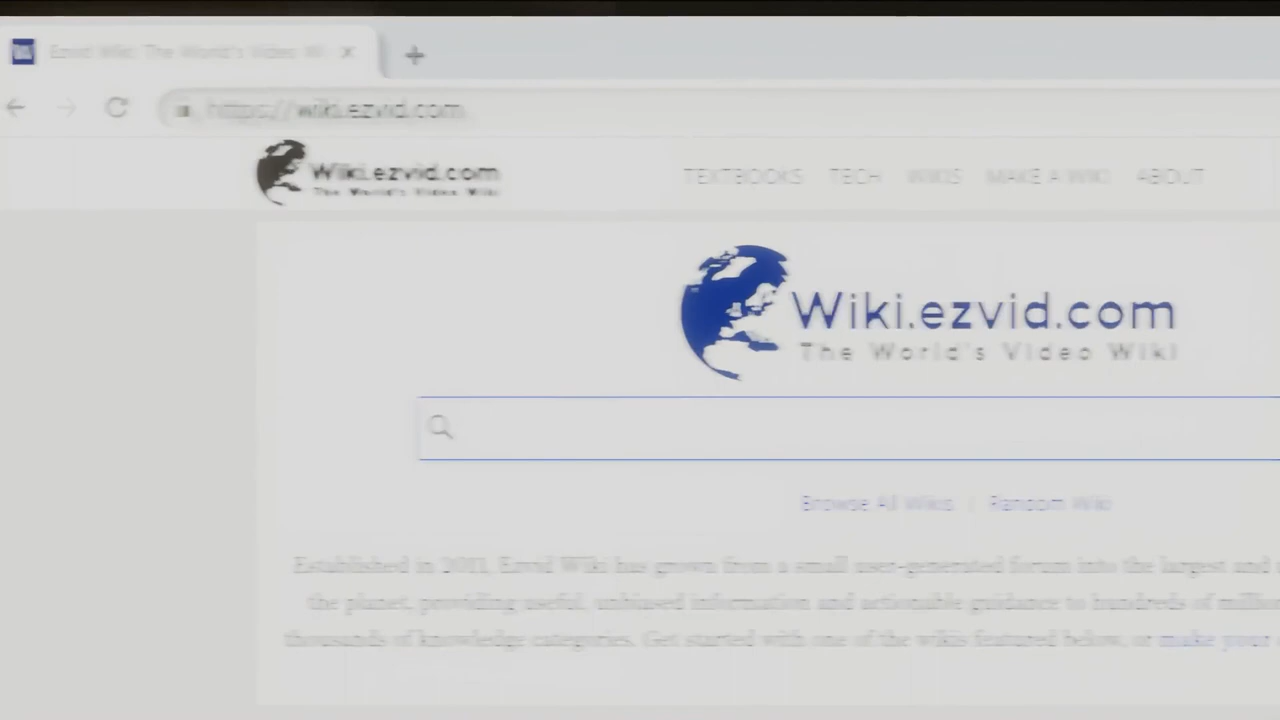 Ezvid Wiki: The World's Video Wi
https://wiki.ezvid.com
Wiki.ezvid.com
The World's Video Wiki
TEXTBOOKS TECH WIKIS MAKE A WIKI ABOUT
Wiki.ezvid.com
The World's Video Wiki
Browse All Wikis | Random Wiki
Established in 2011, Ezvid Wiki has grown from a small user-generated forum into the largest and
the planet, providing useful, unbiased information and actionable guidance to hundreds of
thousands of knowledge categories. Get started with one of the wikis featured below, or make your